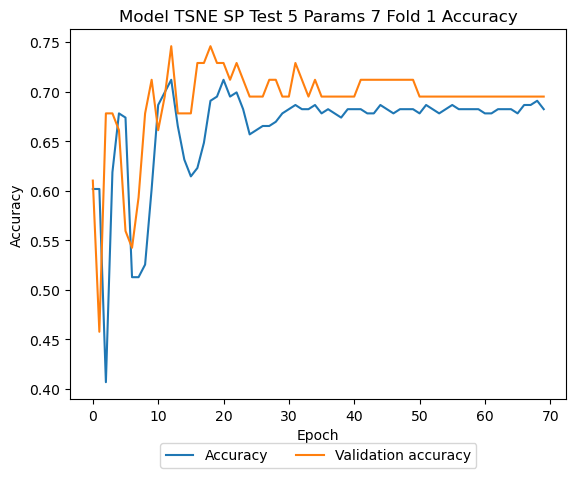 Model TSNE SP Test 5 Params 7 Fold 1 Accuracy
0.75
0.70
0.65
0.60
0.55
0.50
0.45
0.40
Accuracy
0 10 20 30 40 50 60 70
Epoch
Accuracy Validation accuracy